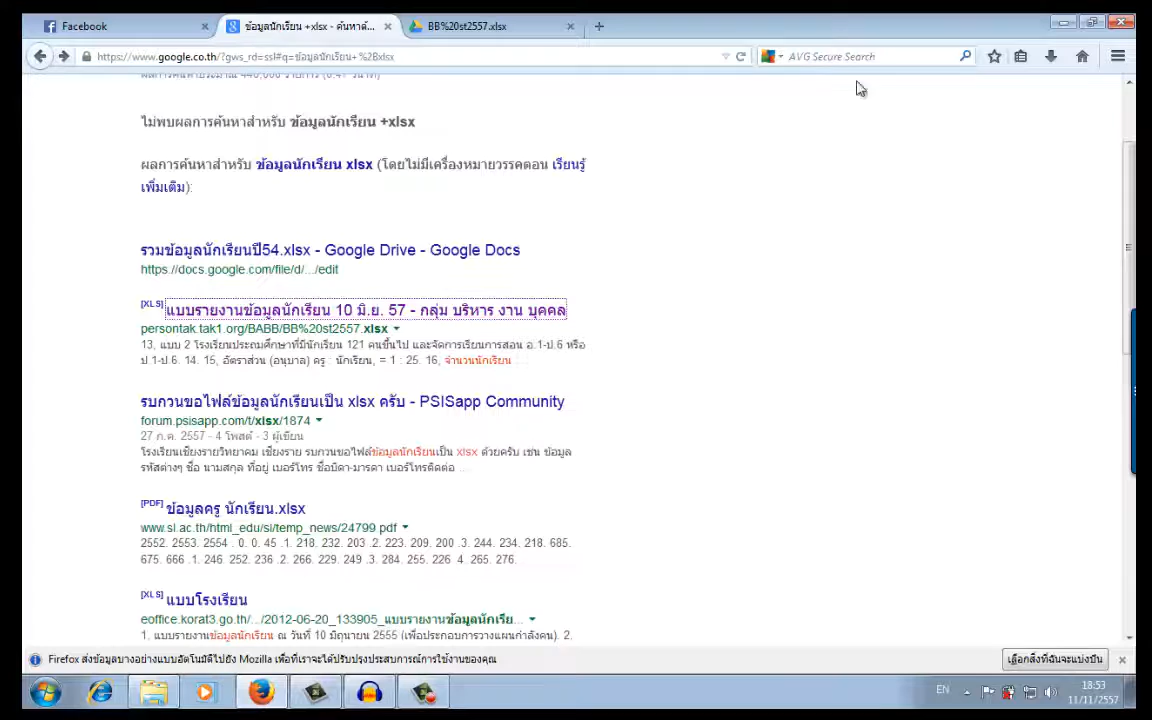 Facebook
ข้อมูลนักเรียน +xlsx - ค้นหาด้...
BB%20st2557.xlsx
https://www.google.co.th/?gws_rd=ssl#q=ข้อมูลนักเรียน+%2Bxlsx
AVG Secure Search
ไม่พบผลการค้นหาสำหรับ ข้อมูลนักเรียน +xlsx
ผลการค้นหาสำหรับ ข้อมูลนักเรียน xlsx (โดยไม่มีเครื่องหมายวรรคตอน เรียนรู้
เพิ่มเติม):
รวมข้อมูลนักเรียนปี54.xlsx - Google Drive - Google Docs
https://docs.google.com/file/d/.../edit
[XLS] แบบรายงานข้อมูลนักเรียน 10 มิ.ย. 57 - กลุ่ม บริหาร งาน บุคคล
persontak.tak1.org/BABB/BB%20st2557.xlsx
13, แบบ 2 โรงเรียนประถมศึกษาที่มีนักเรียน 121 คนขึ้นไป และจัดการเรียนการสอน อ.1-ป.6 หรือ
ป.1-ป.6. 14. 15, อัตราส่วน (อนุบาล) ครู : นักเรียน, = 1 : 25. 16, จำนวนนักเรียน ...
รบกวนขอไฟล์ข้อมูลนักเรียนเป็น xlsx ครับ - PSISapp Community
forum.psisapp.com/t/xlsx/1874
27 ก.ค. 2557 - 4 โพสต์ - 3 ผู้เขียน
โรงเรียนเชียงรายวิทยาคม เชียงราย รบกวนขอไฟล์ข้อมูลนักเรียนเป็น xlsx ด้วยครับ เช่น ข้อมูล
รหัสต่างๆ ชื่อ นามสกุล ที่อยู่ เบอร์โทร ชื่อบิดา-มารดา เบอร์โทรติดต่อ ...
[PDF] ข้อมูลครู นักเรียน.xlsx
www.sl.ac.th/html_edu/sl/temp_news/24799.pdf
2552. 2553. 2554 . 0. 0. 45 .1. 218. 232. 203 .2. 223. 209. 200 .3. 244. 234. 218. 685.
675. 666 .1. 246. 252. 236 .2. 266. 229. 249 .3. 284. 255. 226 .4. 265. 276.
[XLS] แบบโรงเรียน
eoffice.korat3.go.th/.../2012-06-20_133905_แบบรายงานข้อมูลนักเรีย...
1. แบบรายงานข้อมูลนักเรียน ณ วันที่ 10 มิถุนายน 2555 (เพื่อประกอบการวางแผนกำลังคน). 2.
Firefox ส่งข้อมูลบางอย่างแบบอัตโนมัติไปยัง Mozilla เพื่อที่เราจะได้ปรับปรุงประสบการณ์การใช้งานของคุณ
เลือกสิ่งที่ฉันจะแบ่งปัน
EN
18:53
11/11/2557